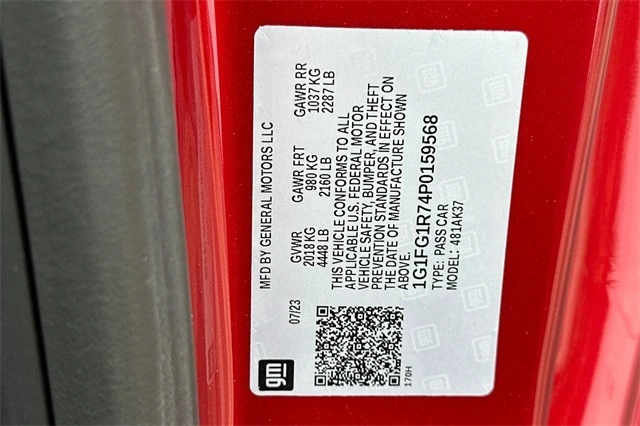 MFD BY GENERAL MOTORS LLC
07/23 GVWR GAWR FRT GAWR RR
2018 KG 980 KG 1037 KG
4448 LB 2160 LB 2287 LB
THIS VEHICLE CONFORMS TO ALL
APPLICABLE U.S. FEDERAL MOTOR
VEHICLE SAFETY, BUMPER, AND THEFT
PREVENTION STANDARDS IN EFFECT ON
THE DATE OF MANUFACTURE SHOWN
ABOVE.
1G1FG1R74P0159568
TYPE: PASS CAR
MODEL: 481AK37
gm
170H